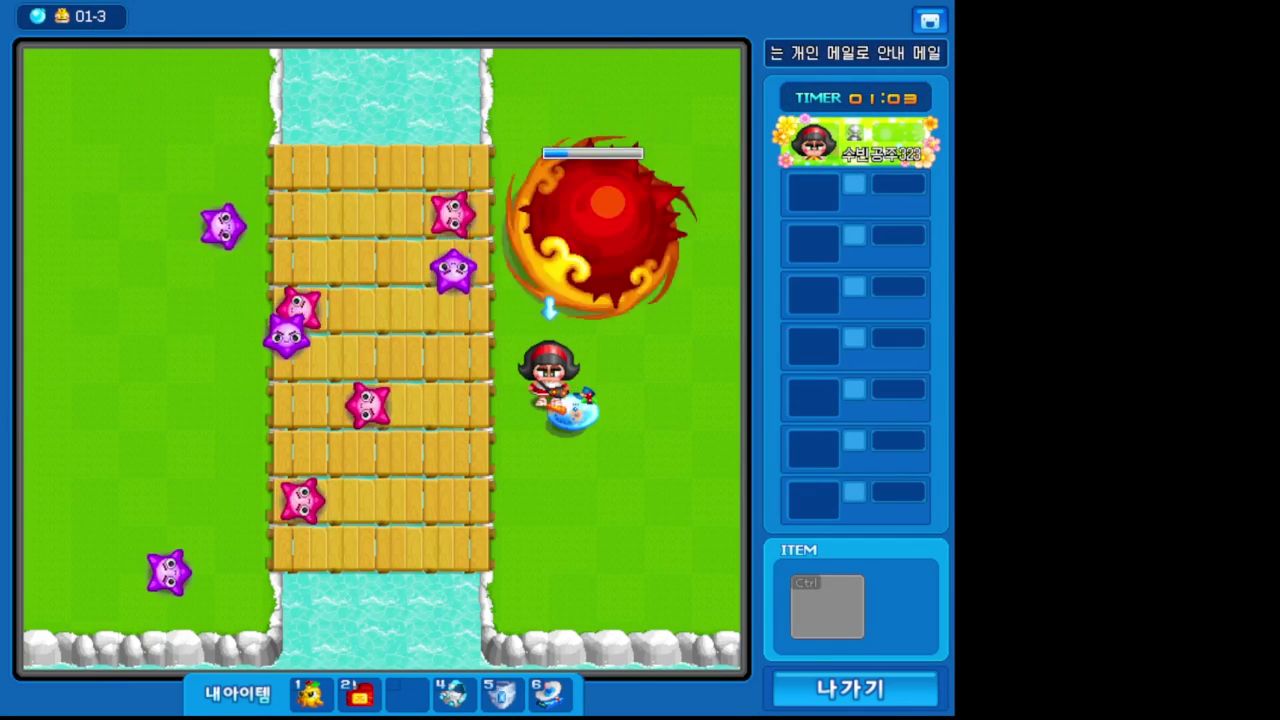 01-3
는 개인 메일로 안내 메일
TIMER 01:03
수빈공주323
ITEM
Ctrl
내아이템 1 2 4 5 6
나가기